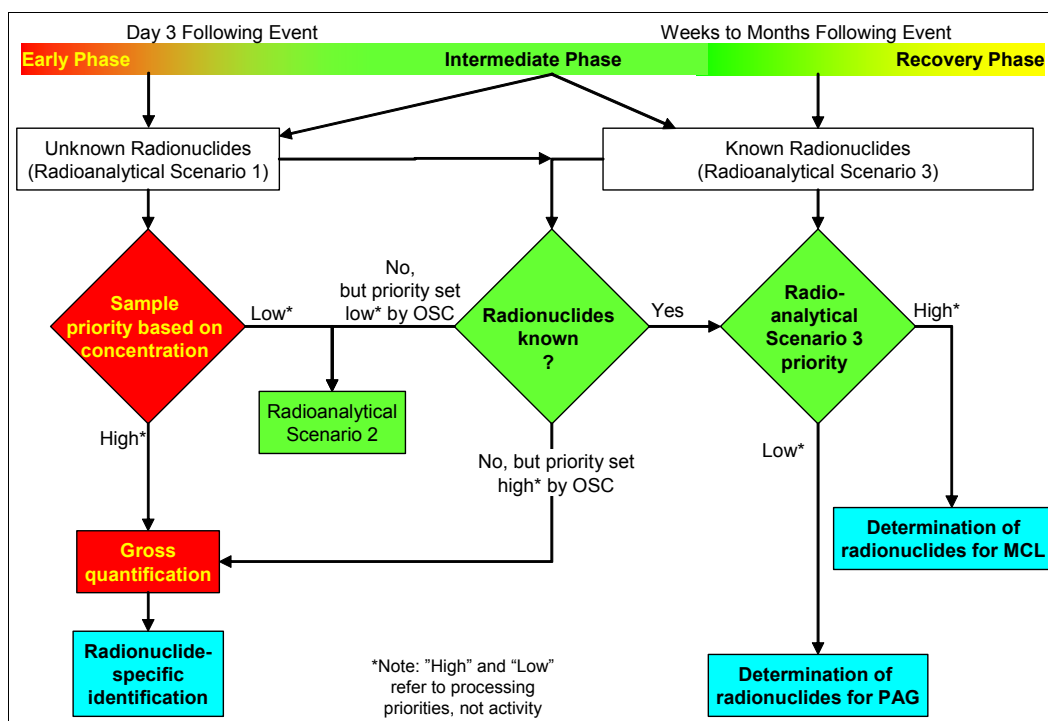 Day 3 Following Event
Weeks to Months Following Event
Early Phase
Intermediate Phase
Recovery Phase
Unknown Radionuclides
(Radioanalytical Scenario 1)
Known Radionuclides
(Radioanalytical Scenario 3)
Sample
priority based on
concentration
Low*
No,
but priority set
low* by OSC
Radionuclides
known
?
Yes
Radio-
analytical
Scenario 3
priority
High*
Radioanalytical
Scenario 2
High*
No, but priority set
high* by OSC
Low*
Gross
quantification
Determination of
radionuclides for MCL
Radionuclide-
specific
identification
*Note: ”High” and “Low”
refer to processing
priorities, not activity
Determination of
radionuclides for PAG